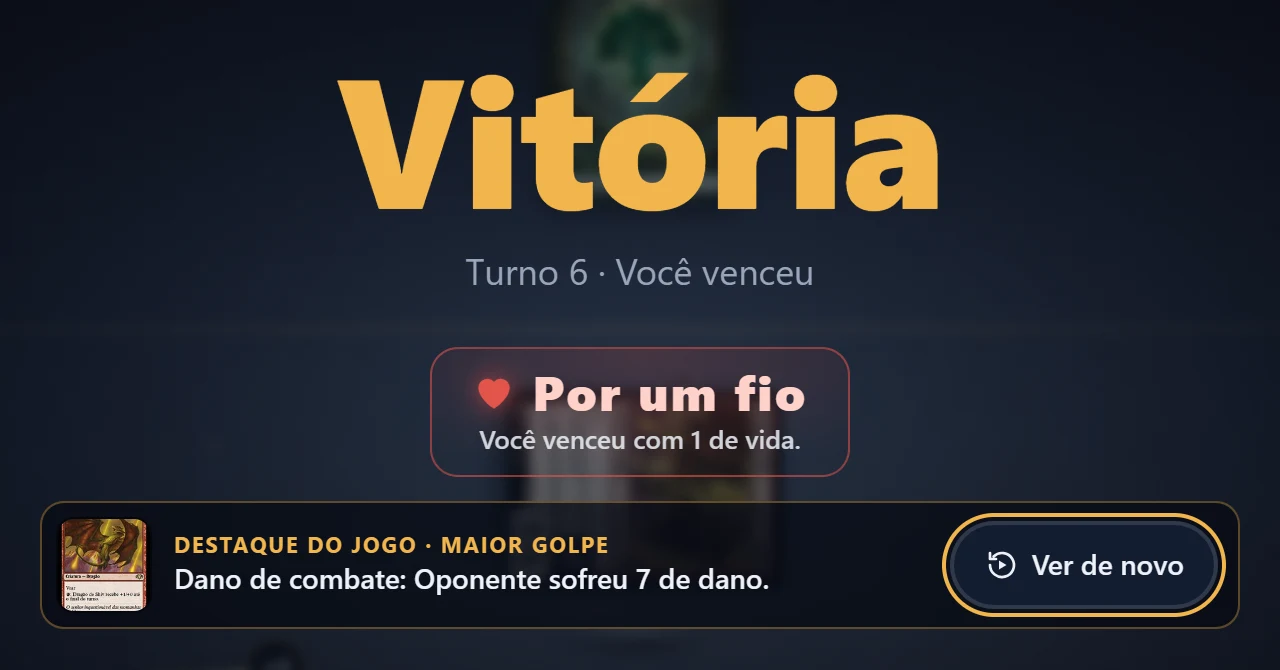 Vitória
Turno 6 · Você venceu
Por um fio
Você venceu com 1 de vida.
DESTAQUE DO JOGO · MAIOR GOLPE
Dano de combate: Oponente sofreu 7 de dano.
Ver de novo